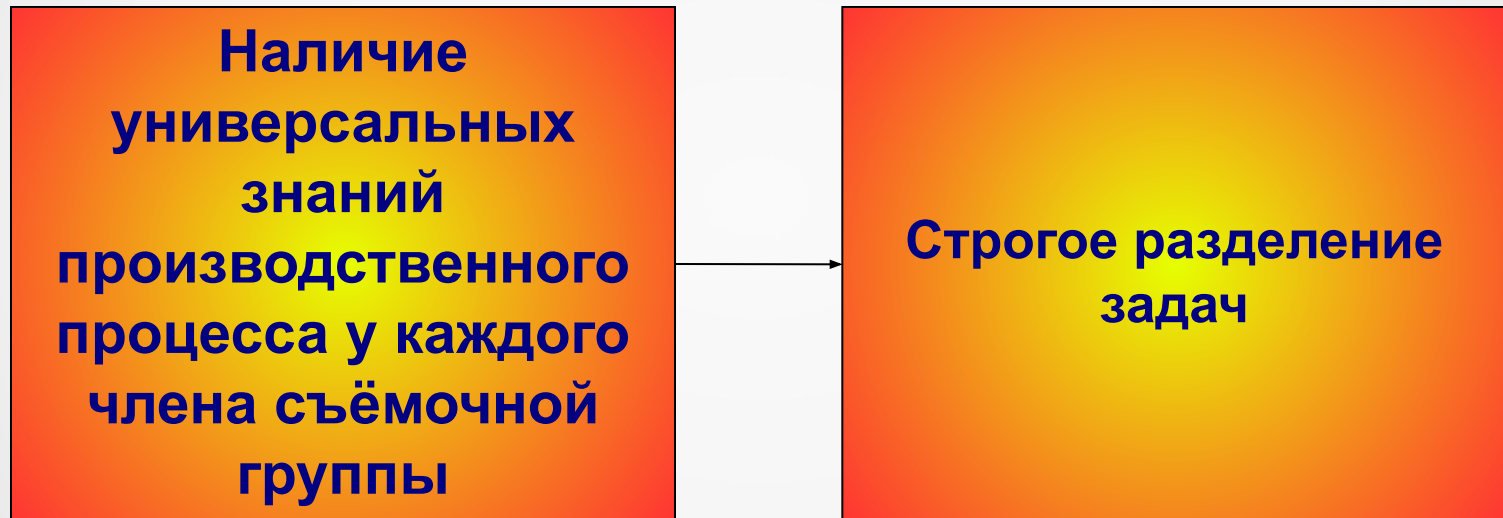 Наличие
универсальных
знаний
производственного
процесса у каждого
члена съёмочной
группы
Строгое разделение
задач